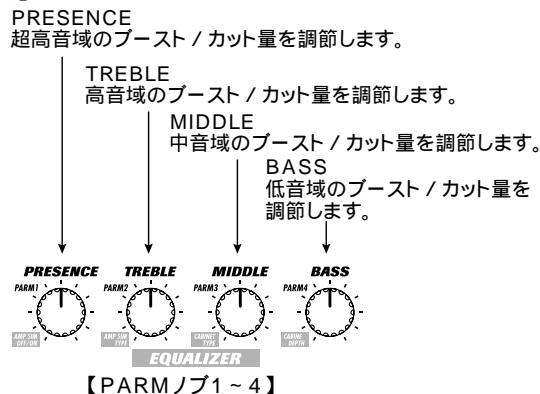 PRESENCE
超高音域のブースト / カット量を調節します。
TREBLE
高音域のブースト / カット量を調節します。
MIDDLE
中音域のブースト / カット量を調節します。
BASS
低音域のブースト / カット量を
調節します。
PRESENCE TREBLE MIDDLE BASS
PARM1 PARM2 PARM3 PARM4
AMP SIM OFF/ON
AMP SIM TYPE
CABINET TYPE
CABINE DEPTH
EQUALIZER
【PARMノブ1～4】